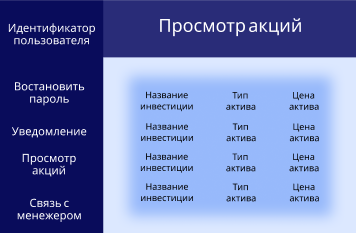 Идентификатор
пользователя
Просмотр акций
Востановить
пароль
Уведомление
Просмотр
акций
Связь с
менежером
Название инвестиции Тип актива Цена актива
Название инвестиции Тип актива Цена актива
Название инвестиции Тип актива Цена актива
Название инвестиции Тип актива Цена актива